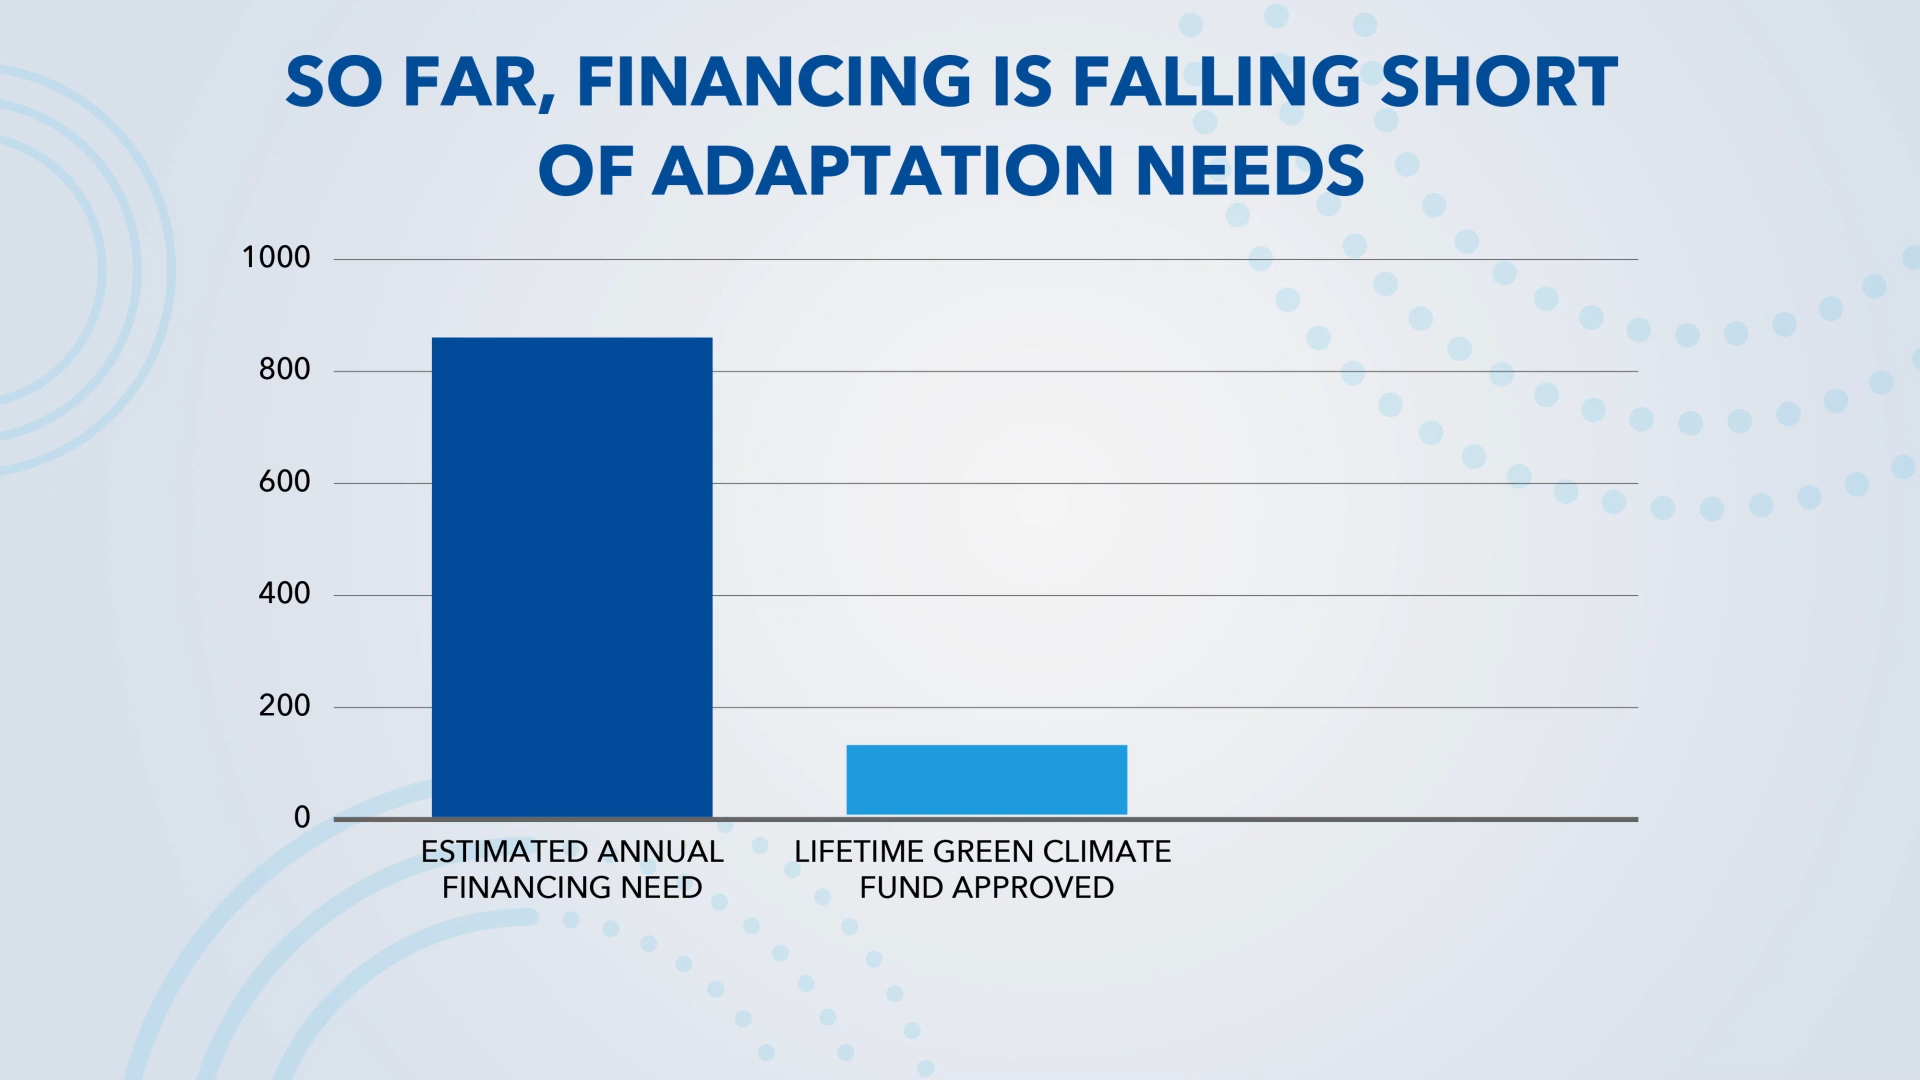 SO FAR, FINANCING IS FALLING SHORT
OF ADAPTATION NEEDS
1000
800
600
400
200
0
ESTIMATED ANNUAL
FINANCING NEED
LIFETIME GREEN CLIMATE
FUND APPROVED